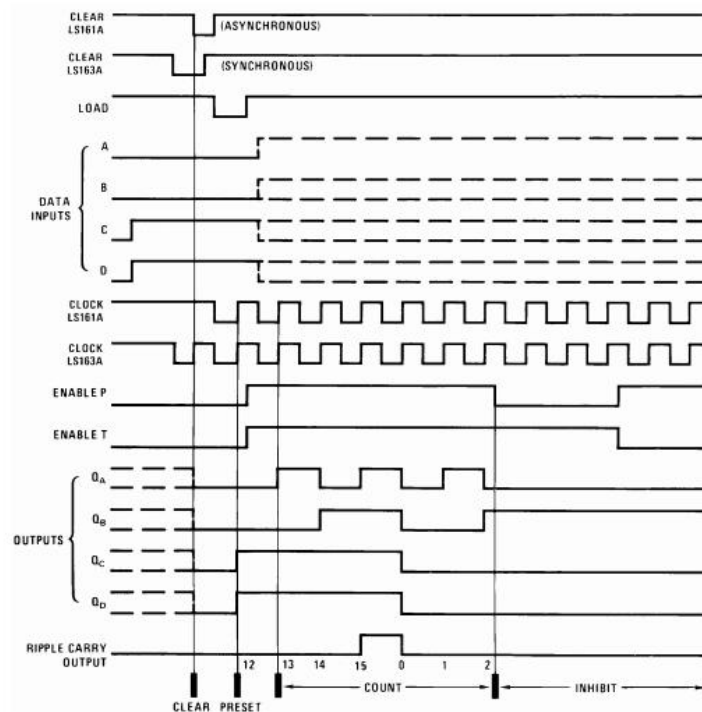 CLEAR
LS161A
(ASYNCHRONOUS)
CLEAR
LS163A
(SYNCHRONOUS)
LOAD
A
B
DATA
INPUTS
C
D
CLOCK
LS161A
CLOCK
LS163A
ENABLE P
ENABLE T
QA
QB
OUTPUTS
QC
QD
RIPPLE CARRY
OUTPUT
12 13 14 15 0 1 2
COUNT INHIBIT
CLEAR PRESET